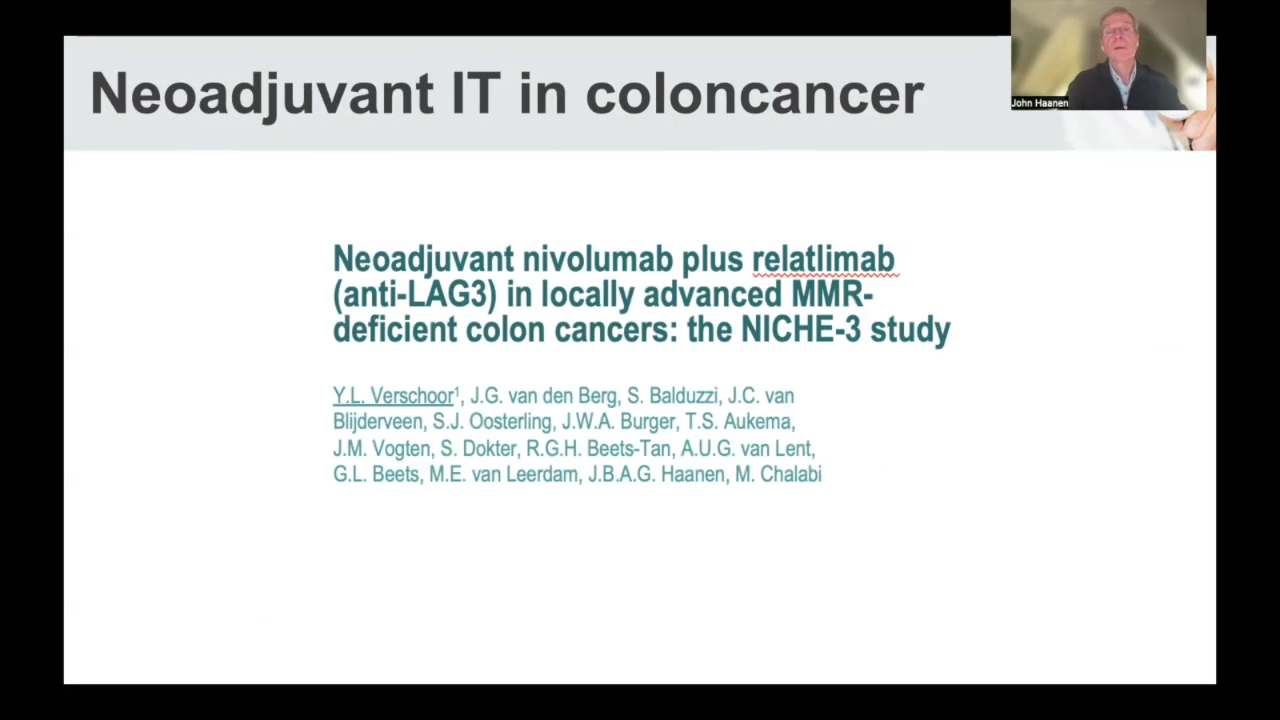 Neoadjuvant IT in coloncancer
John Haanen
Neoadjuvant nivolumab plus relatlimab
(anti-LAG3) in locally advanced MMR-
deficient colon cancers: the NICHE-3 study
Y.L. Verschoor¹, J.G. van den Berg, S. Balduzzi, J.C. van
Blijderveen, S.J. Oosterling, J.W.A. Burger, T.S. Aukema,
J.M. Vogten, S. Dokter, R.G.H. Beets-Tan, A.U.G. van Lent,
G.L. Beets, M.E. van Leerdam, J.B.A.G. Haanen, M. Chalabi